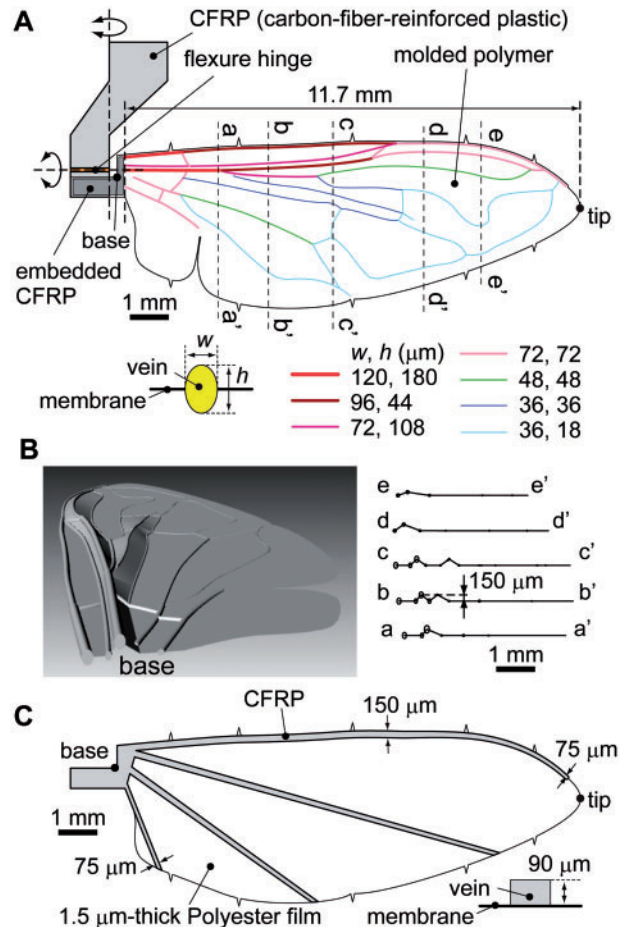 A
CFRP (carbon-fiber-reinforced plastic)
flexure hinge
molded polymer
11.7 mm
a
b
c
d
e
tip
base
embedded
CFRP
1 mm
a'
b'
c'
d'
e'
w
vein
h
membrane
w, h (μm)
120, 180
96, 44
72, 108
72, 72
48, 48
36, 36
36, 18
B
base
e e'
d d'
c c'
150 μm
b b'
a a'
1 mm
C
CFRP
150 μm
base
75 μm
tip
1 mm
75 μm
90 μm
vein
1.5 μm-thick Polyester film
membrane